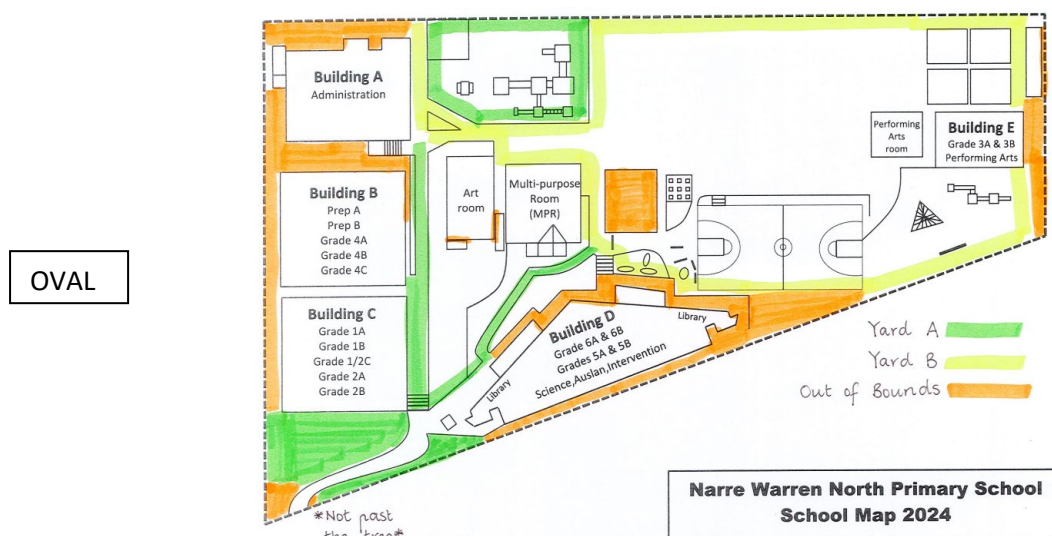 OVAL
Building A
Administration
Building B
Prep A
Prep B
Grade 4A
Grade 4B
Grade 4C
Building C
Grade 1A
Grade 1B
Grade 1/2C
Grade 2A
Grade 2B
Art
room
Multi-purpose
Room
(MPR)
Building D
Grade 6A & 6B
Grades 5A & 5B
Science,Auslan,Intervention
Library
Library
Performing
Arts
room
Building E
Grade 3A & 3B
Performing Arts
Yard A
Yard B
Out of Bounds
*Not past
the tree*
Narre Warren North Primary School
School Map 2024